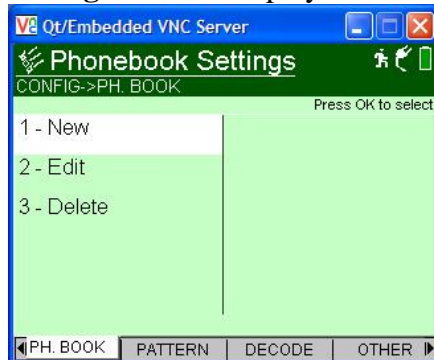 Qt/Embedded VNC Server
Phonebook Settings
CONFIG->PH. BOOK
Press OK to select
1 - New
2 - Edit
3 - Delete
PH. BOOK PATTERN DECODE OTHER